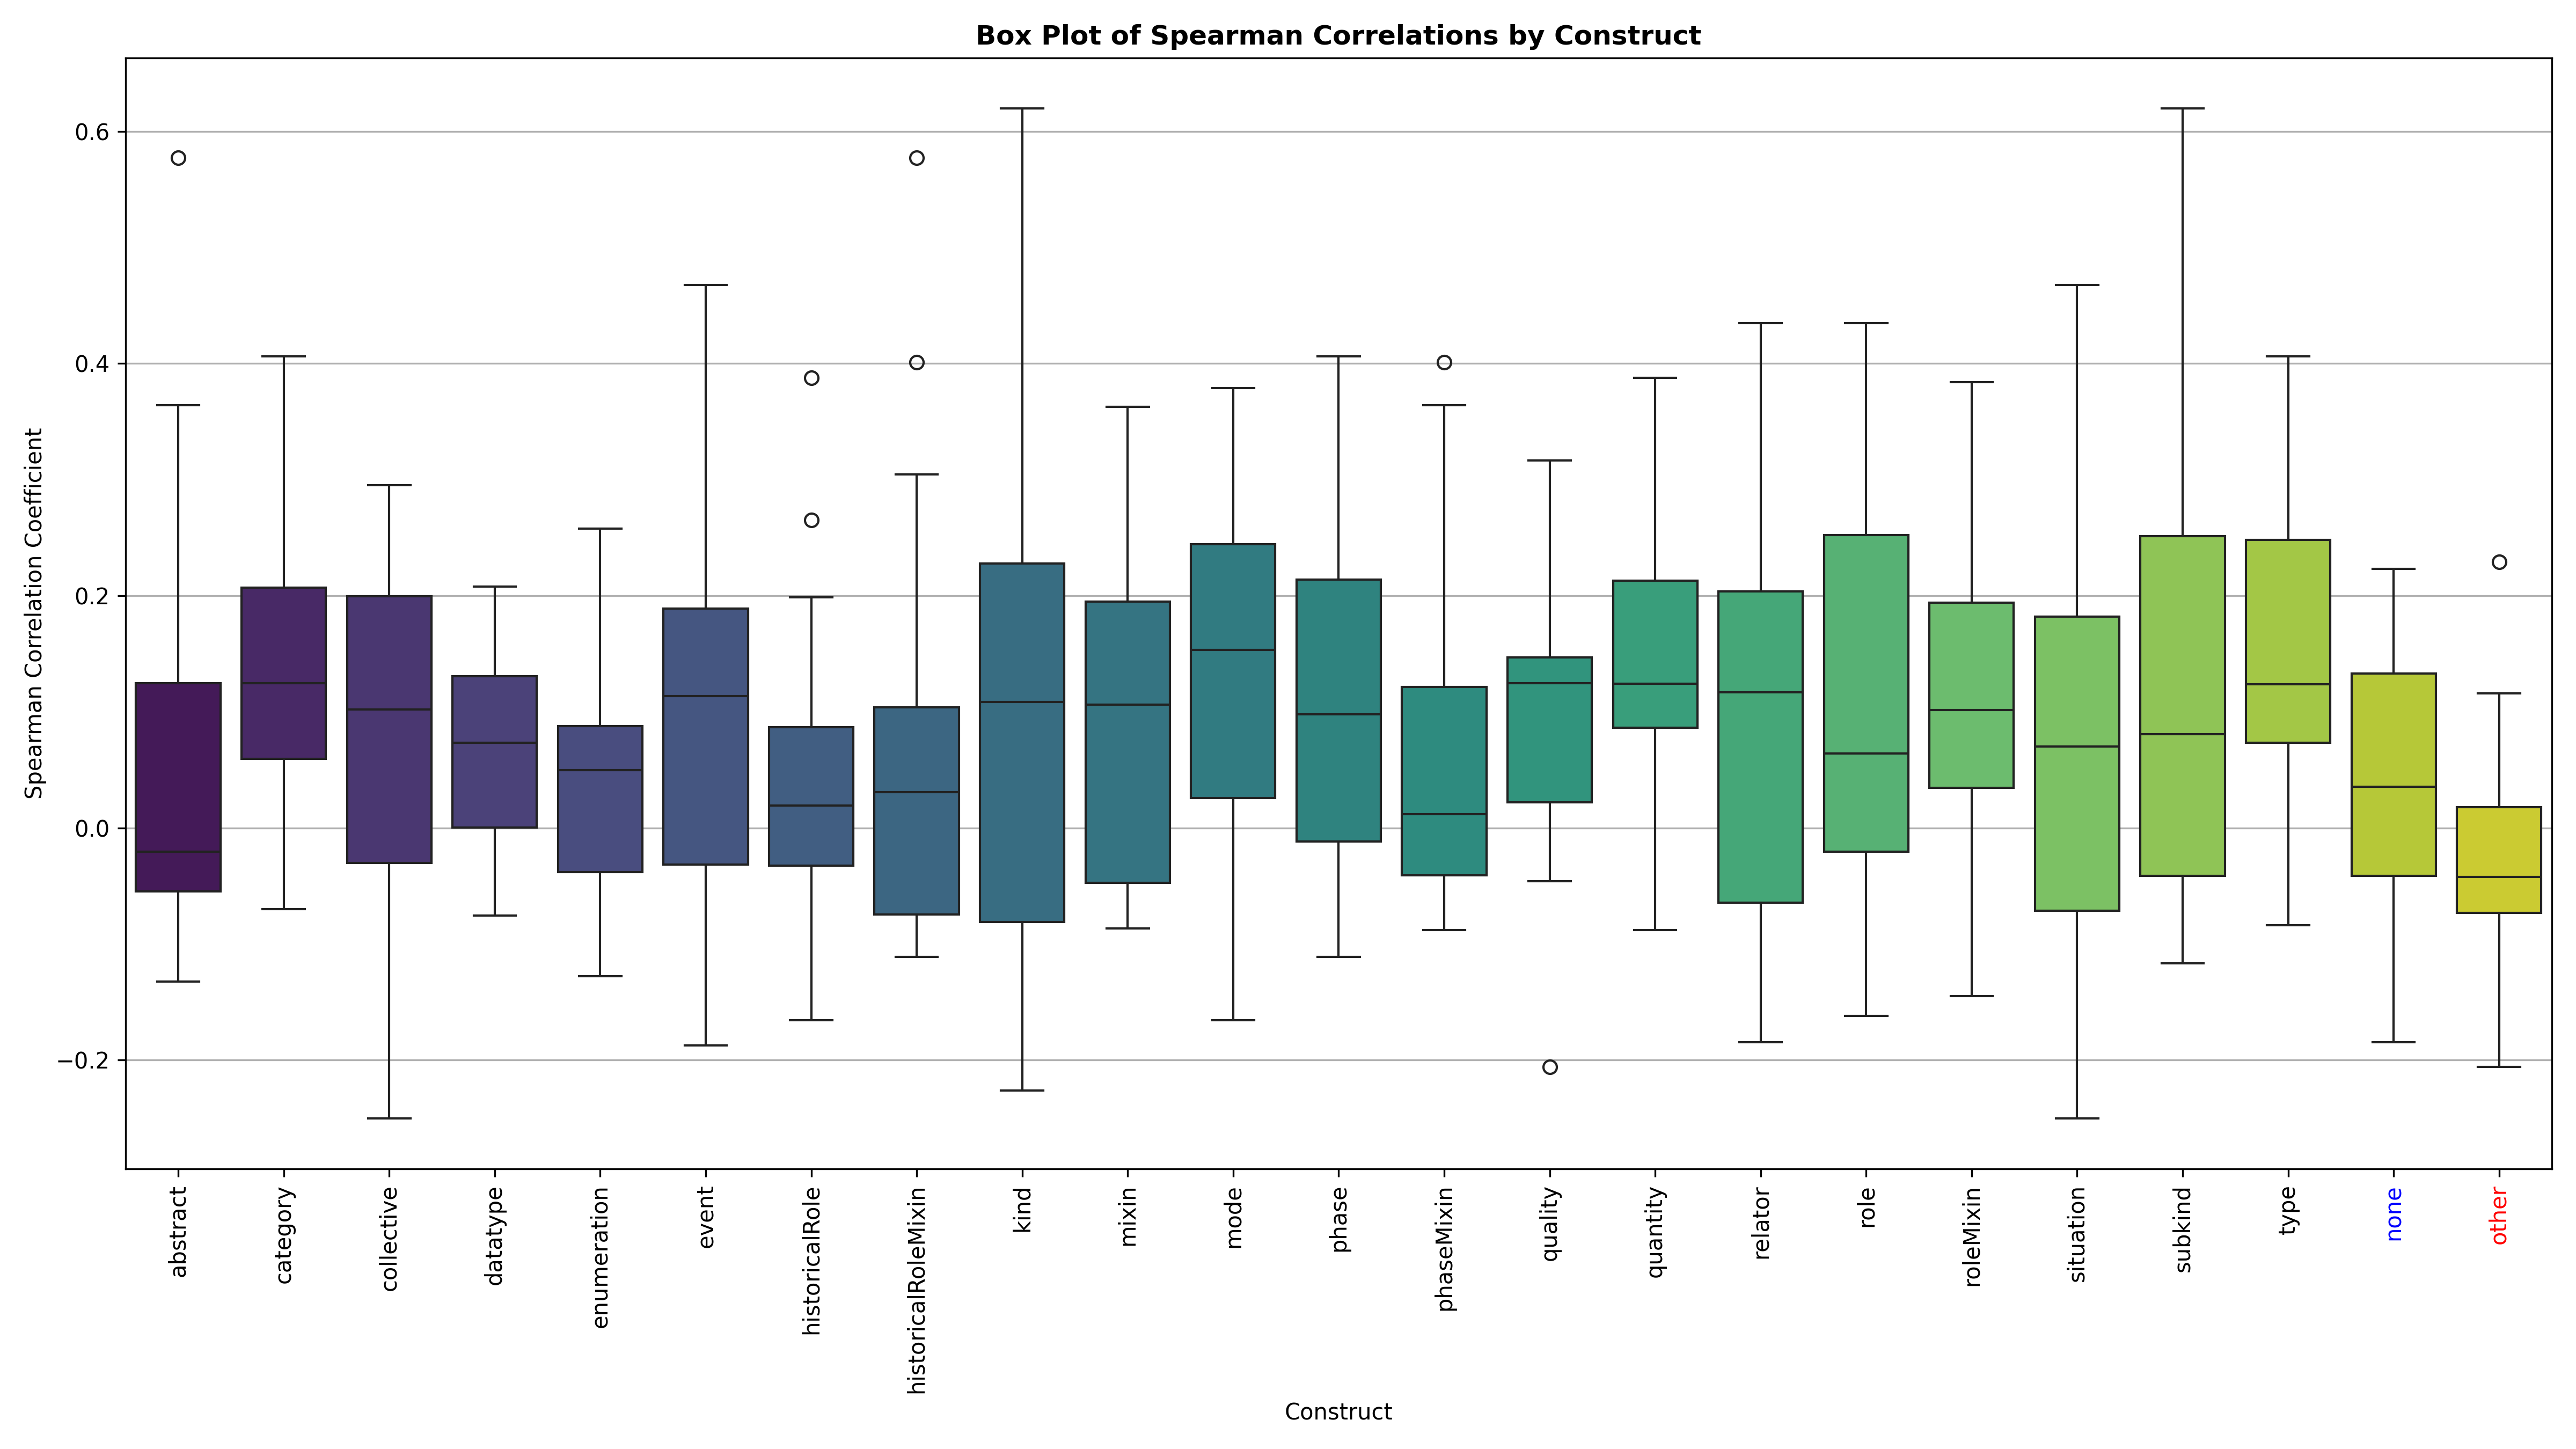 Box Plot of Spearman Correlations by Construct
Spearman Correlation Coefficient
0.6
0.4
0.2
0.0
−0.2
abstract
category
collective
datatype
enumeration
event
historicalRole
historicalRoleMixin
kind
mixin
mode
phase
phaseMixin
quality
quantity
relator
role
roleMixin
situation
subkind
type
none
other
Construct